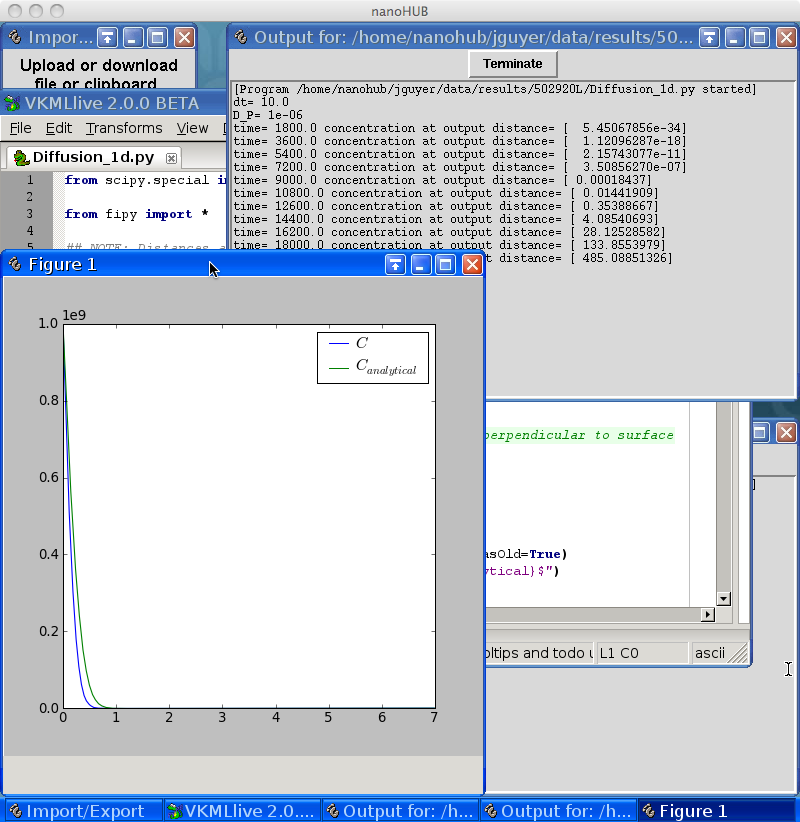 nanoHUB
Impor...
Upload or download
file or clipboard
Output for: /home/nanohub/jguyer/data/results/50...
Terminate
[Program /home/nanohub/jguyer/data/results/502920L/Diffusion_1d.py started]
dt= 10.0
D_P= 1e-06
time= 1800.0 concentration at output distance= [  5.45067856e-34]
time= 3600.0 concentration at output distance= [  1.12096287e-18]
time= 5400.0 concentration at output distance= [  2.15743077e-11]
time= 7200.0 concentration at output distance= [  3.50856270e-07]
time= 9000.0 concentration at output distance= [ 0.00018437]
time= 10800.0 concentration at output distance= [ 0.01441909]
time= 12600.0 concentration at output distance= [ 0.35388667]
time= 14400.0 concentration at output distance= [ 4.08540693]
time= 16200.0 concentration at output distance= [ 28.12528582]
time= 18000.0 concentration at output distance= [ 133.8553979]
t distance= [ 485.08851326]
VKMLlive 2.0.0 BETA
File Edit Transforms View
Diffusion_1d.py
1 from scipy.special i
2
3 from fipy import *
4
5 ## NOTE: Distances a
Figure 1
1e9
1.0
0.8
0.6
0.4
0.2
0.0
0 1 2 3 4 5 6 7
C
C analytical
perpendicular to surface
asOld=True)
ytical}$")
oltips and todo L1 C0 ascii
Import/Export VKMLlive 2.0.... Output for: /h... Output for: /h... Figure 1